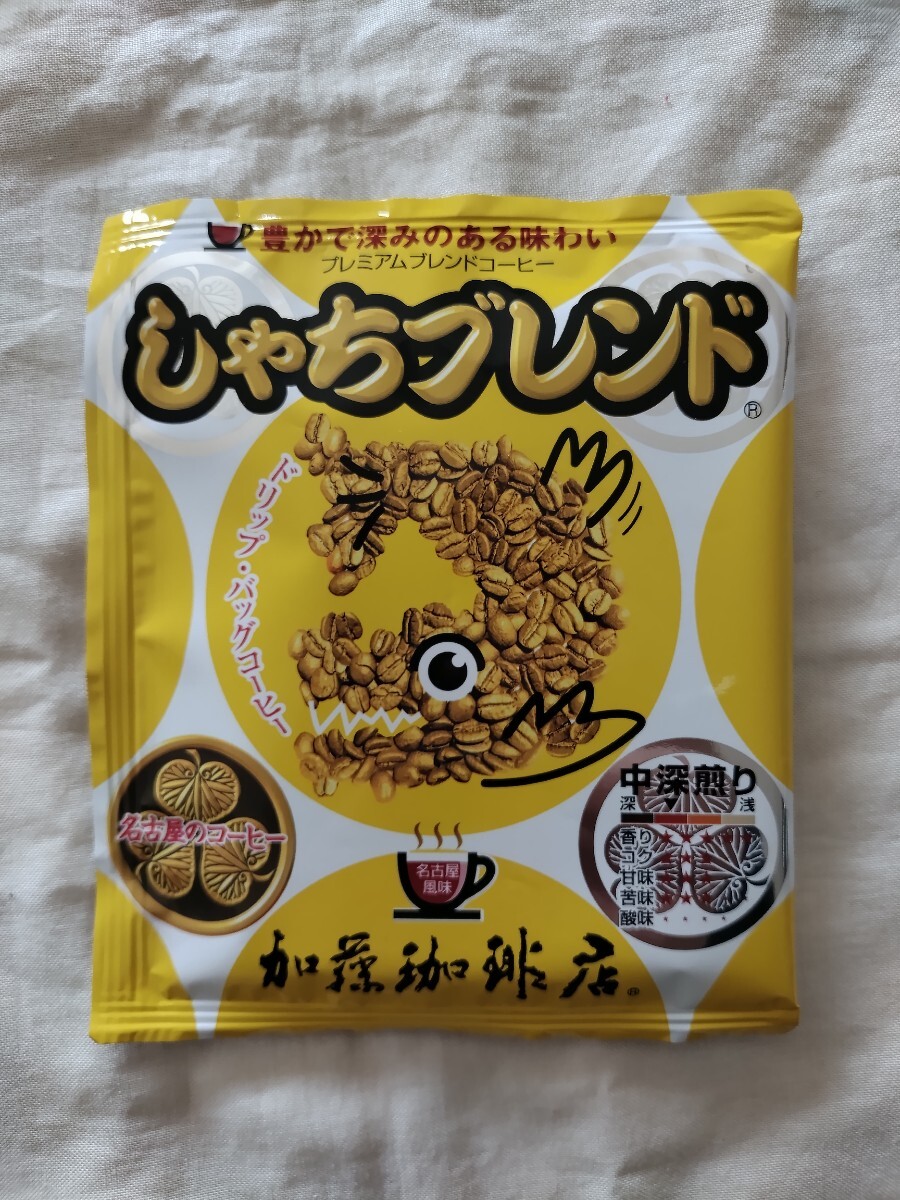 豊かで深みのある味わい
プレミアムブレンドコーヒー
しゃちブレンド®
ドリップ・バッグコーヒー
名古屋のコーヒー
中深煎り
深 浅
香り
コク
甘味
苦味
酸味
名古屋
風味
加藤珈琲店®